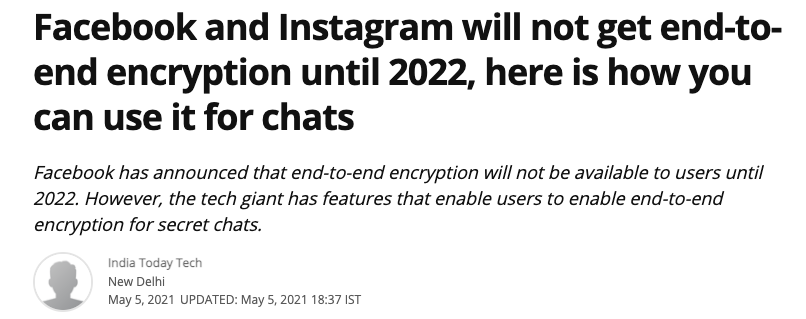 Facebook and Instagram will not get end-to-
end encryption until 2022, here is how you
can use it for chats
Facebook has announced that end-to-end encryption will not be available to users until
2022. However, the tech giant has features that enable users to enable end-to-end
encryption for secret chats.
India Today Tech
New Delhi
May 5, 2021 UPDATED: May 5, 2021 18:37 IST